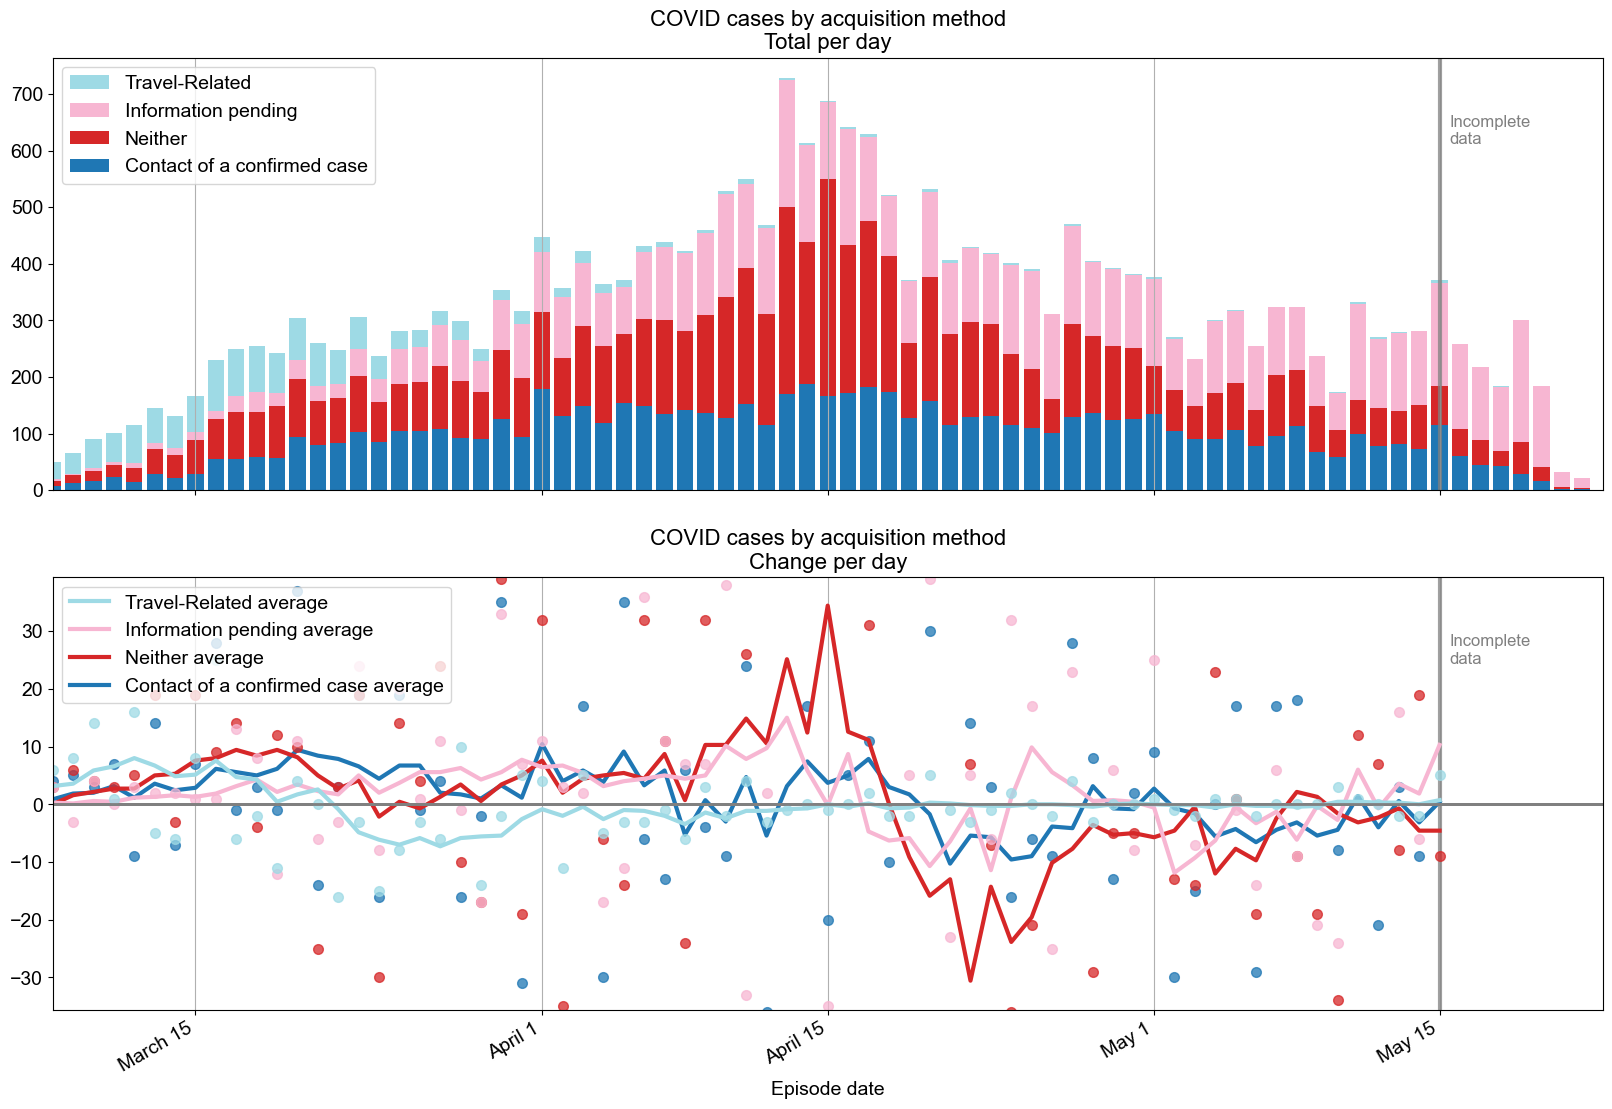 COVID cases by acquisition method
Total per day
Travel-Related
Information pending
Neither
Contact of a confirmed case
700
600
500
400
300
200
100
0
Incomplete
data
COVID cases by acquisition method
Change per day
Travel-Related average
Information pending average
Neither average
Contact of a confirmed case average
30
20
10
0
−10
−20
−30
Incomplete
data
March 15
April 1
April 15
May 1
May 15
Episode date